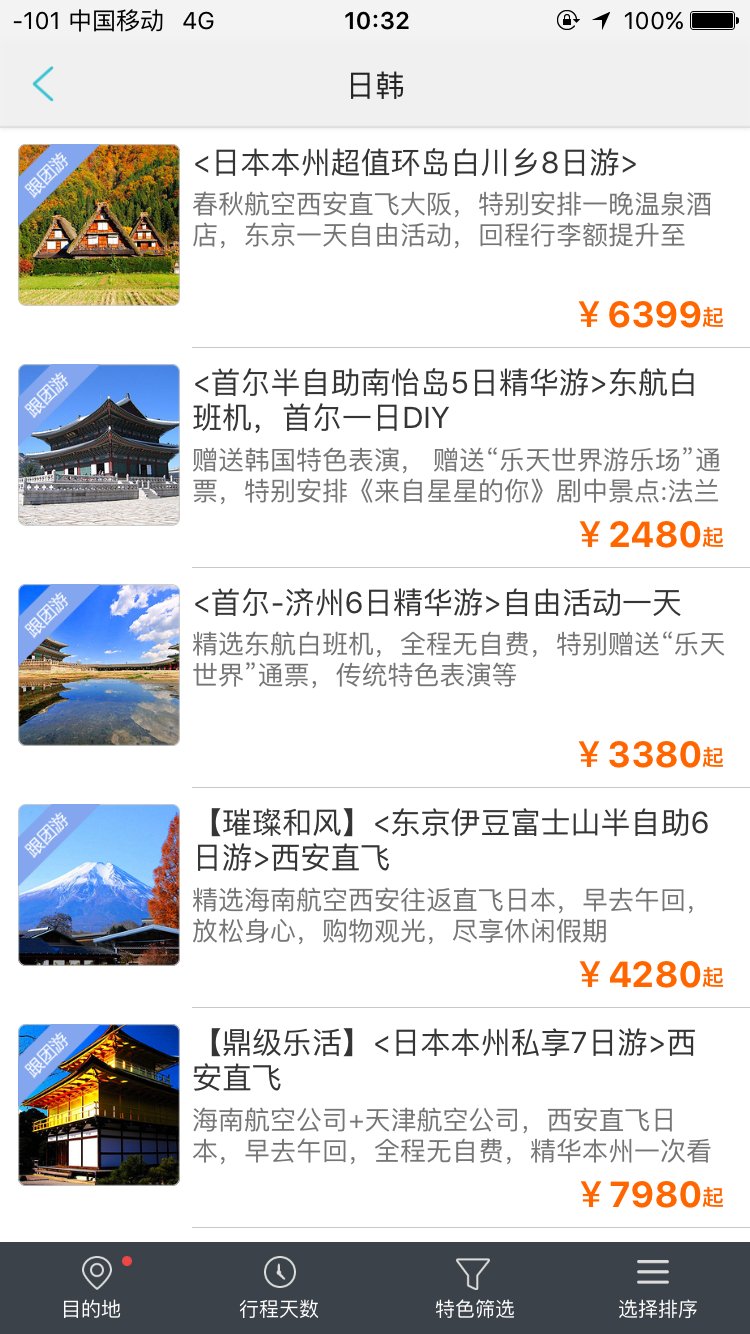 -101 中国移动 4G 10:32 100%
日韩
跟团游
<日本本州超值环岛白川乡8日游>
春秋航空西安直飞大阪，特别安排一晚温泉酒
店，东京一天自由活动，回程行李额提升至
¥ 6399起
跟团游
<首尔半自助南怡岛5日精华游>东航白
班机，首尔一日DIY
赠送韩国特色表演， 赠送“乐天世界游乐场”通
票，特别安排《来自星星的你》剧中景点:法兰
¥ 2480起
跟团游
<首尔-济州6日精华游>自由活动一天
精选东航白班机，全程无自费，特别赠送“乐天
世界”通票，传统特色表演等
¥ 3380起
跟团游
【璀璨和风】<东京伊豆富士山半自助6
日游>西安直飞
精选海南航空西安往返直飞日本，早去午回，
放松身心，购物观光，尽享休闲假期
¥ 4280起
跟团游
【鼎级乐活】<日本本州私享7日游>西
安直飞
海南航空公司+天津航空公司，西安直飞日
本，早去午回，全程无自费，精华本州一次看
¥ 7980起
目的地 行程天数 特色筛选 选择排序